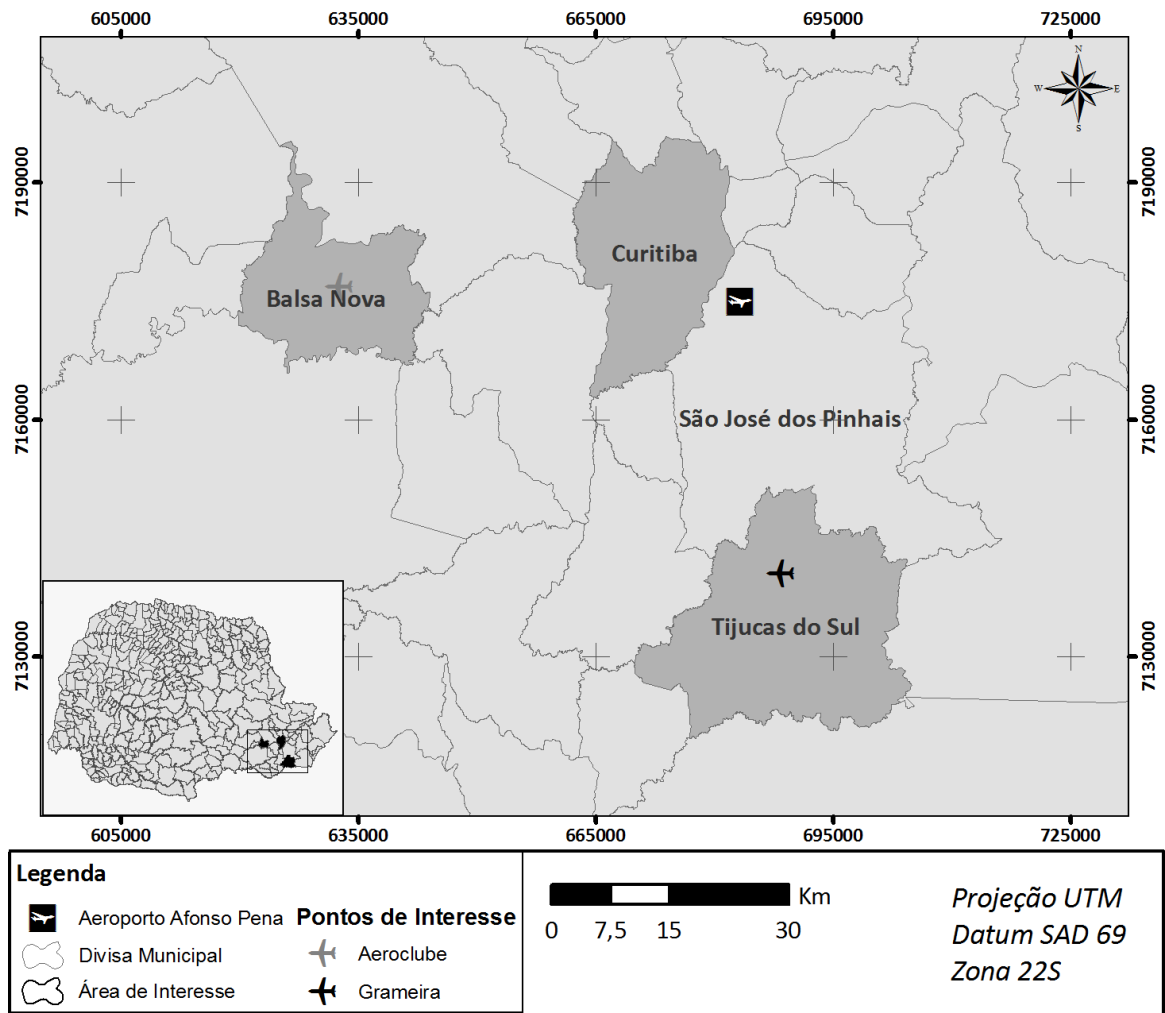 605000 635000 665000 695000 725000
N
W E
S
7190000 7190000
Curitiba
Balsa Nova
São José dos Pinhais
7160000 7160000
Tijucas do Sul
7130000 7130000
605000 635000 665000 695000 725000
Legenda
Aeroporto Afonso Pena
Divisa Municipal
Área de Interesse
Pontos de Interesse
Aeroclube
Grameira
Km
0 7,5 15 30
Projeção UTM
Datum SAD 69
Zona 22S